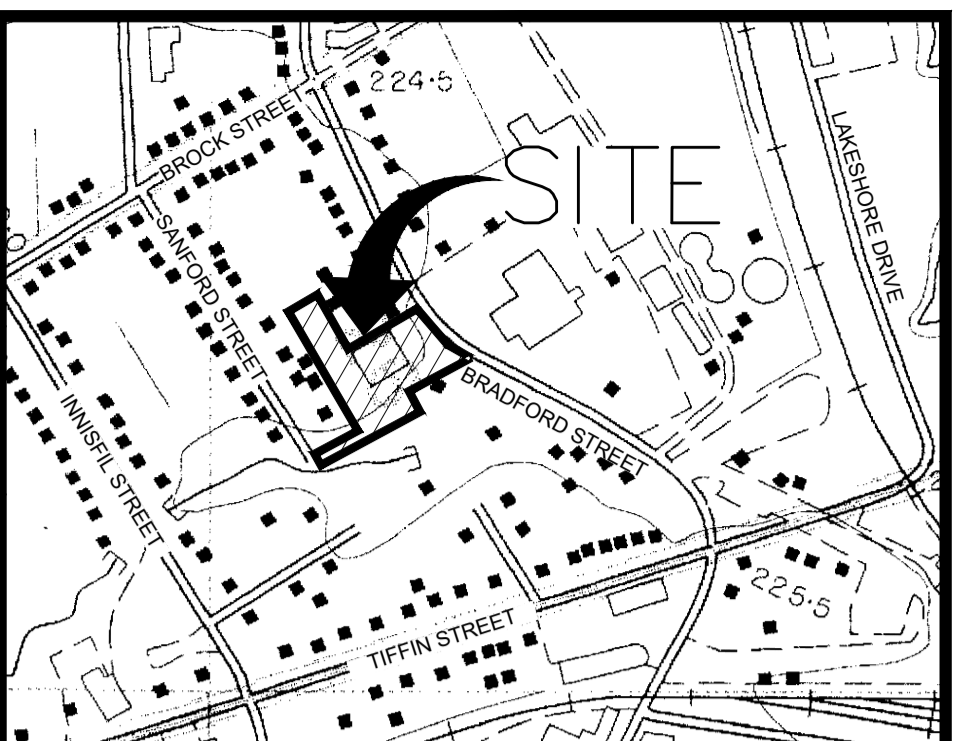 224.5
BROCK STREET
LAKESHORE DRIVE
SITE
SANFORD STREET
BRADFORD STREET
INNISFIL STREET
225.5
TIFFIN STREET